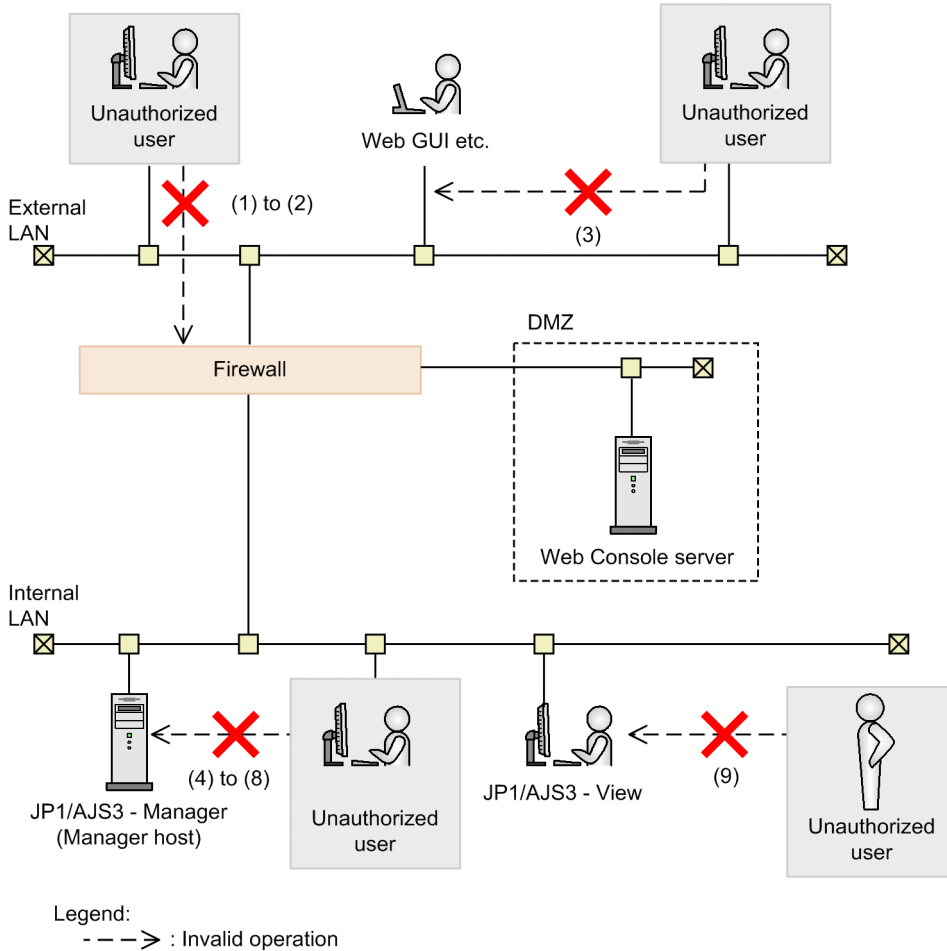 Unauthorized
user
Web GUI etc.
Unauthorized
user
(1) to (2)
(3)
External
LAN
DMZ
Firewall
Web Console server
Internal
LAN
(4) to (8)
(9)
JP1/AJS3 - Manager
(Manager host)
Unauthorized
user
JP1/AJS3 - View
Unauthorized
user
Legend:
: Invalid operation